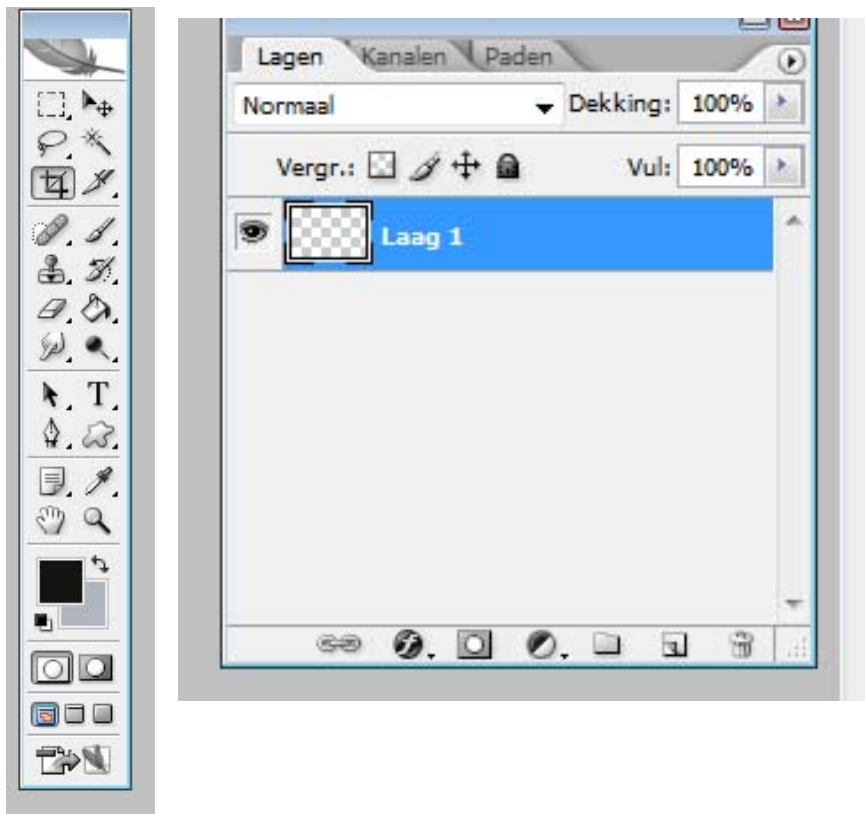 Lagen Kanalen Paden
Normaal Dekking: 100%
Vergr.: Vul: 100%
Laag 1
T